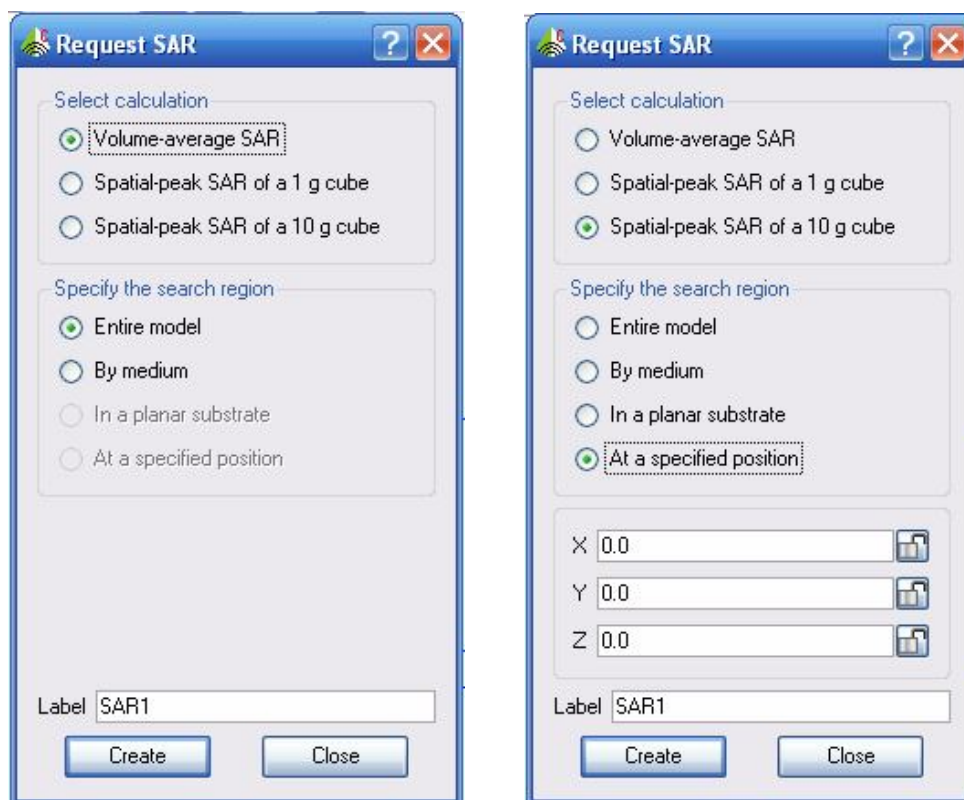 Request SAR
Select calculation
Volume-average SAR
Spatial-peak SAR of a 1 g cube
Spatial-peak SAR of a 10 g cube
Specify the search region
Entire model
By medium
In a planar substrate
At a specified position
Label SAR1
Create Close
Request SAR
Select calculation
Volume-average SAR
Spatial-peak SAR of a 1 g cube
Spatial-peak SAR of a 10 g cube
Specify the search region
Entire model
By medium
In a planar substrate
At a specified position
X 0.0
Y 0.0
Z 0.0
Label SAR1
Create Close